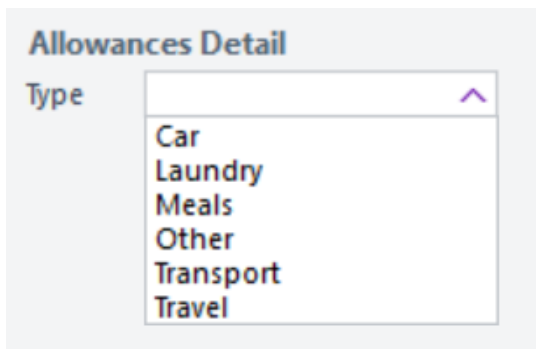 Allowances Detail
Type
Car
Laundry
Meals
Other
Transport
Travel